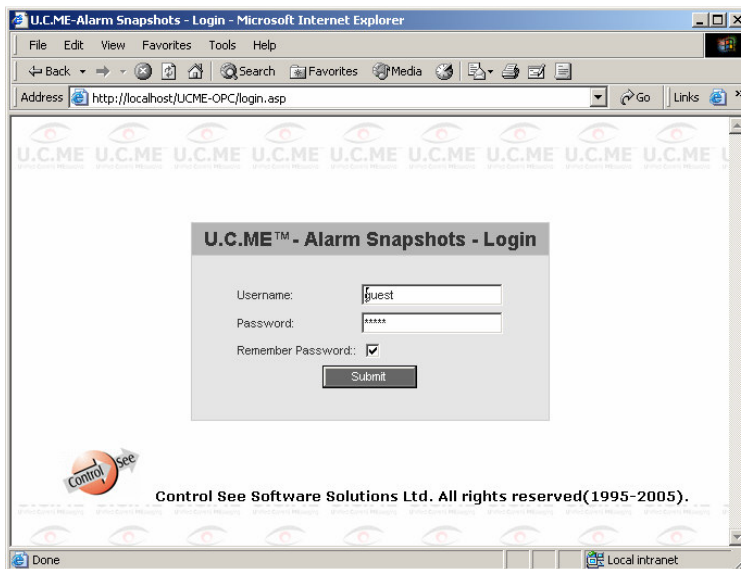 U.C.ME-Alarm Snapshots - Login - Microsoft Internet Explorer
File Edit View Favorites Tools Help
Back Search Favorites Media
Address http://localhost/UCME-OPC/login.asp Go Links »
U.C.ME U.C.ME U.C.ME U.C.ME U.C.ME U.C.ME U.C.ME U.C.ME U.C.ME U
U.C.ME™- Alarm Snapshots - Login
Username: guest
Password: *****
Remember Password::
Submit
Control See
Control See Software Solutions Ltd. All rights reserved(1995-2005).
Done Local intranet